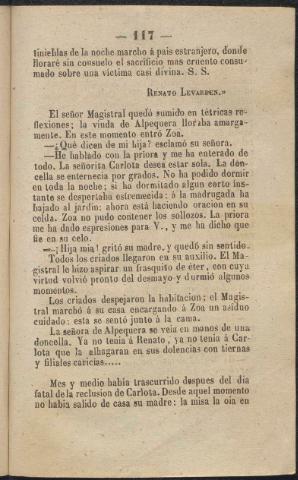 — 117 —
tinieblas de la noche marcho á pais estranjero, donde
lloraré sin consuelo el sacrificio mas cruento consu-
mado sobre una víctima casi divina. S. S.
RENATO LEVARDEN.»
El señor Magistral quedó sumido en tétricas re-
flexiones; la viuda de Alpequera lloraba amarga-
mente. En este momento entró Zoa.
—¿Qué dicen de mi hija? esclamó su señora.
—He hablado con la priora y me ha enterado de
todo. La señorita Carlota desea estar sola. La don-
cella se enternecia por grados. No ha podido dormir
en toda la noche; si ha dormitado algun corto ins-
tante se despertaba estremecida: á la madrugada ha
bajado al jardin; ahora está haciendo oracion en su
celda. Zoa no pudo contener los sollozos. La priora
me ha dado espresiones para V., y me ha dicho que
fie en su celo.
—¡Hija mia! gritó su madre, y quedó sin sentido.
Todos los criados llegaron en su auxilio. El Ma-
gistral le hizo aspirar un frasquito de éter, con cuya
virtud volvió pronto del desmayo y durmió algunos
momentos.
Los criados despejaron la habitacion; el Magis-
tral marchó á su casa encargando á Zoa un asíduo
cuidado: esta se sentó junto á la cama.
La señora de Alpequera se veia en manos de una
doncella. Ya no tenia á Renato, ya no tenia á Car-
lota que la alhagaran en sus dolencias con tiernas
y filiales caricias.....
Mes y medio habia trascurrido despues del dia
fatal de la reclusion de Carlota. Desde aquel momento
no habia salido de casa su madre: la misa la oia en